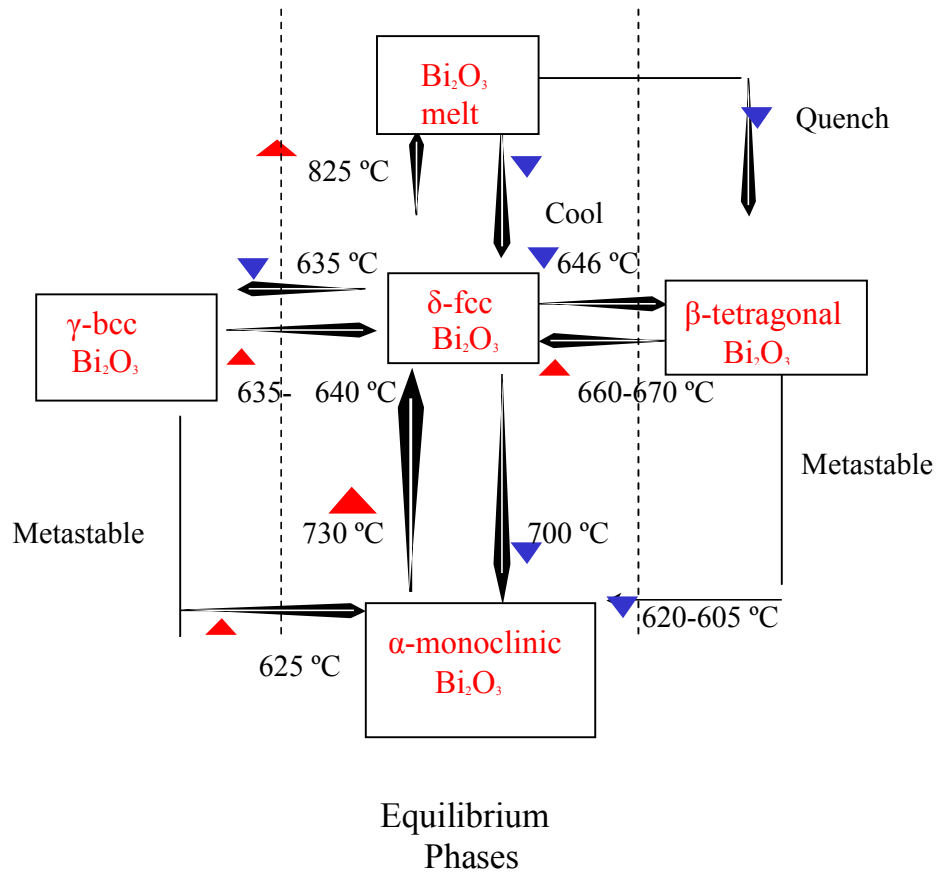 Bi₂O₃
melt
Quench
825 ºC
Cool
635 ºC
646 ºC
γ-bcc
Bi₂O₃
δ-fcc
Bi₂O₃
β-tetragonal
Bi₂O₃
635- 640 ºC
660-670 ºC
Metastable
Metastable
730 ºC
700 ºC
620-605 ºC
625 ºC
α-monoclinic
Bi₂O₃
Equilibrium
Phases